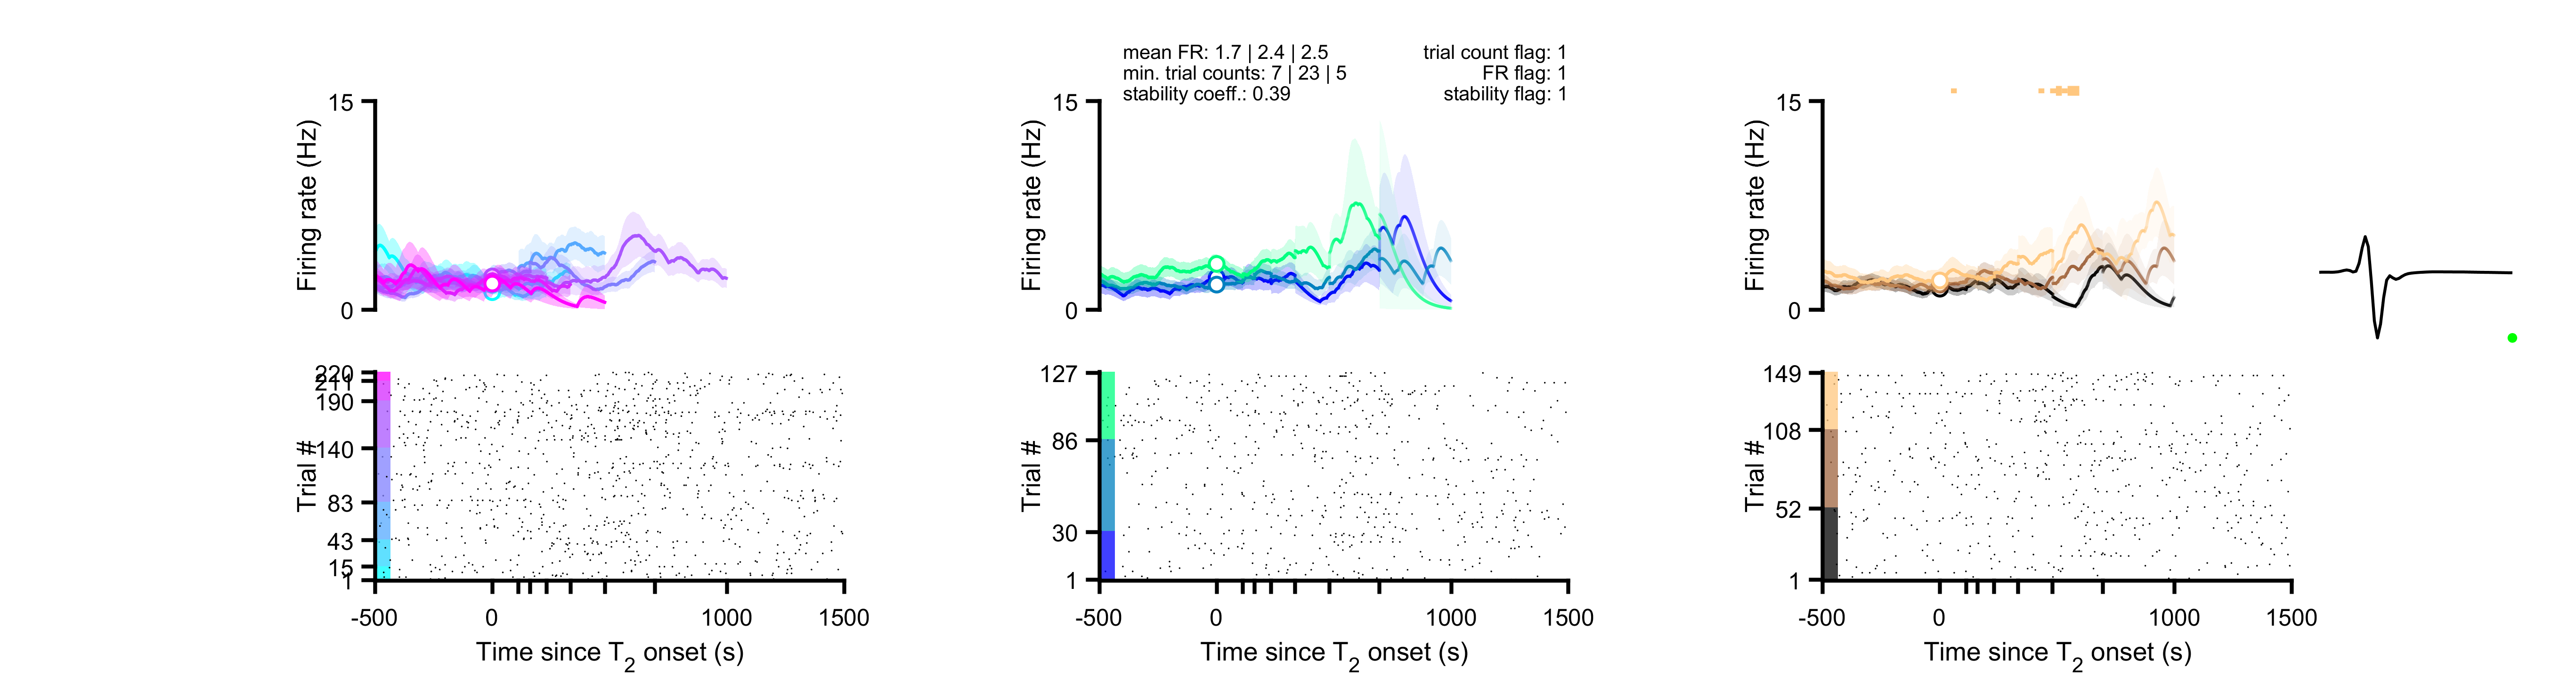 mean FR: 1.7 | 2.4 | 2.5
min. trial counts: 7 | 23 | 5
stability coeff.: 0.39
trial count flag: 1
FR flag: 1
stability flag: 1
15
Firing rate (Hz)
0
15
Firing rate (Hz)
0
15
Firing rate (Hz)
0
220
211
190
140
83
43
15
1
Trial #
-500
0
1000
1500
Time since T2 onset (s)
127
86
30
1
Trial #
-500
0
1000
1500
Time since T2 onset (s)
149
108
52
1
Trial #
-500
0
1000
1500
Time since T2 onset (s)